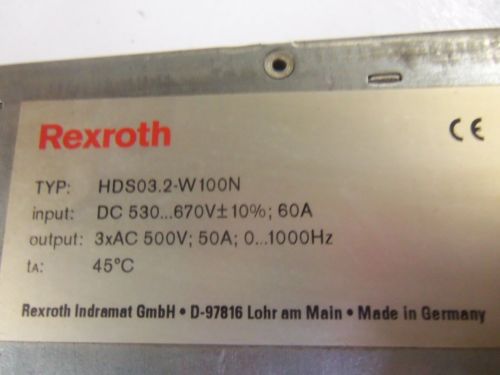 Rexroth
CE
TYP: HDS03.2-W100N
input: DC 530...670V±10%; 60A
output: 3xAC 500V; 50A; 0...1000Hz
tA: 45°C
Rexroth Indramat GmbH • D-97816 Lohr am Main • Made in Germany